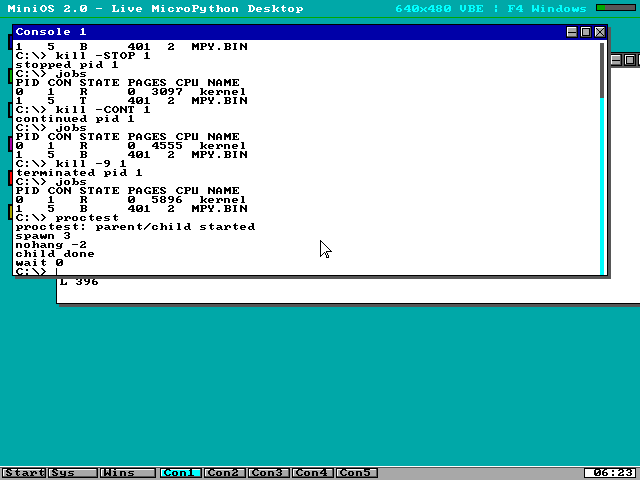 MiniOS 2.0 - Live MicroPython Desktop 640x480 VBE ¦ F4 Windows
Console 1
1 5 B 401 2 MPY.BIN
C:\> kill -STOP 1
stopped pid 1
C:\> jobs
PID CON STATE PAGES CPU NAME
0 1 R 0 3097 kernel
1 5 T 401 2 MPY.BIN
C:\> kill -CONT 1
continued pid 1
C:\> jobs
PID CON STATE PAGES CPU NAME
0 1 R 0 4555 kernel
1 5 B 401 2 MPY.BIN
C:\> kill -9 1
terminated pid 1
C:\> jobs
PID CON STATE PAGES CPU NAME
0 1 R 0 5896 kernel
1 5 B 401 2 MPY.BIN
C:\> proctest
proctest: parent/child started
spawn 3
nohang -2
child done
wait 0
C:\>
L 396
Start Sys Wins Con1 Con2 Con3 Con4 Con5 06:23